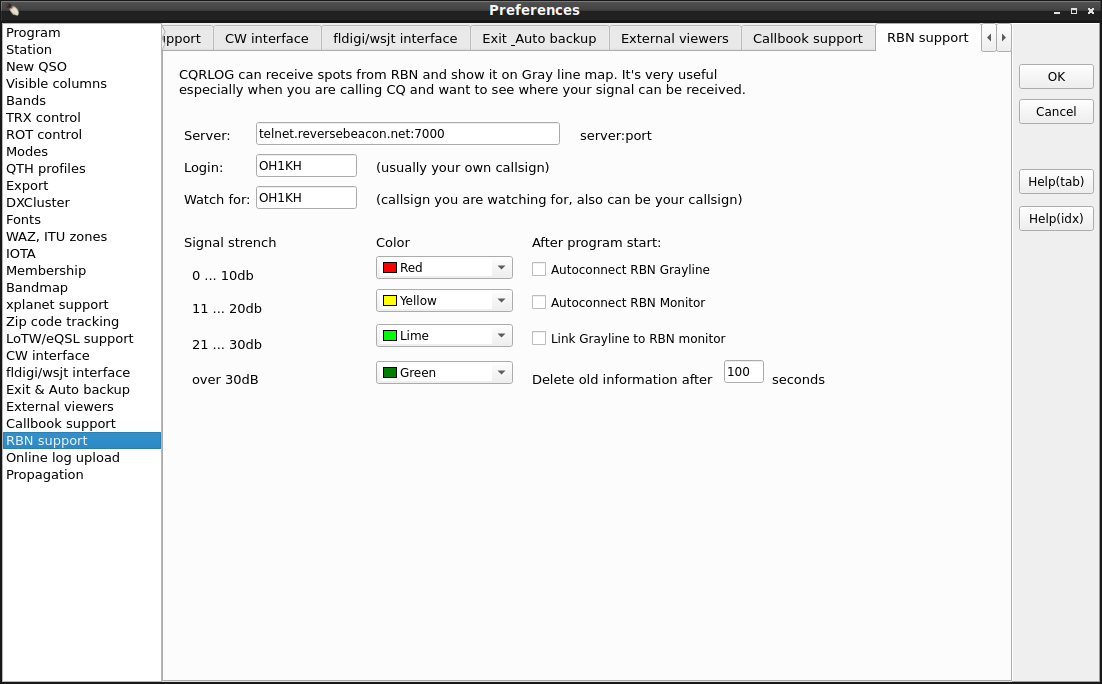 Preferences
Program
Station
New QSO
Visible columns
Bands
TRX control
ROT control
Modes
QTH profiles
Export
DXCluster
Fonts
WAZ, ITU zones
IOTA
Membership
Bandmap
xplanet support
Zip code tracking
LoTW/eQSL support
CW interface
fldigi/wsjt interface
Exit & Auto backup
External viewers
Callbook support
RBN support
Online log upload
Propagation
pport CW interface fldigi/wsjt interface Exit _Auto backup External viewers Callbook support RBN support
CQRLOG can receive spots from RBN and show it on Gray line map. It's very useful
especially when you are calling CQ and want to see where your signal can be received.
Server: telnet.reversebeacon.net:7000 server:port
Login: OH1KH (usually your own callsign)
Watch for: OH1KH (callsign you are watching for, also can be your callsign)
Signal strench Color After program start:
0 ... 10db Red Autoconnect RBN Grayline
11 ... 20db Yellow Autoconnect RBN Monitor
21 ... 30db Lime Link Grayline to RBN monitor
over 30dB Green Delete old information after 100 seconds
OK
Cancel
Help(tab)
Help(idx)